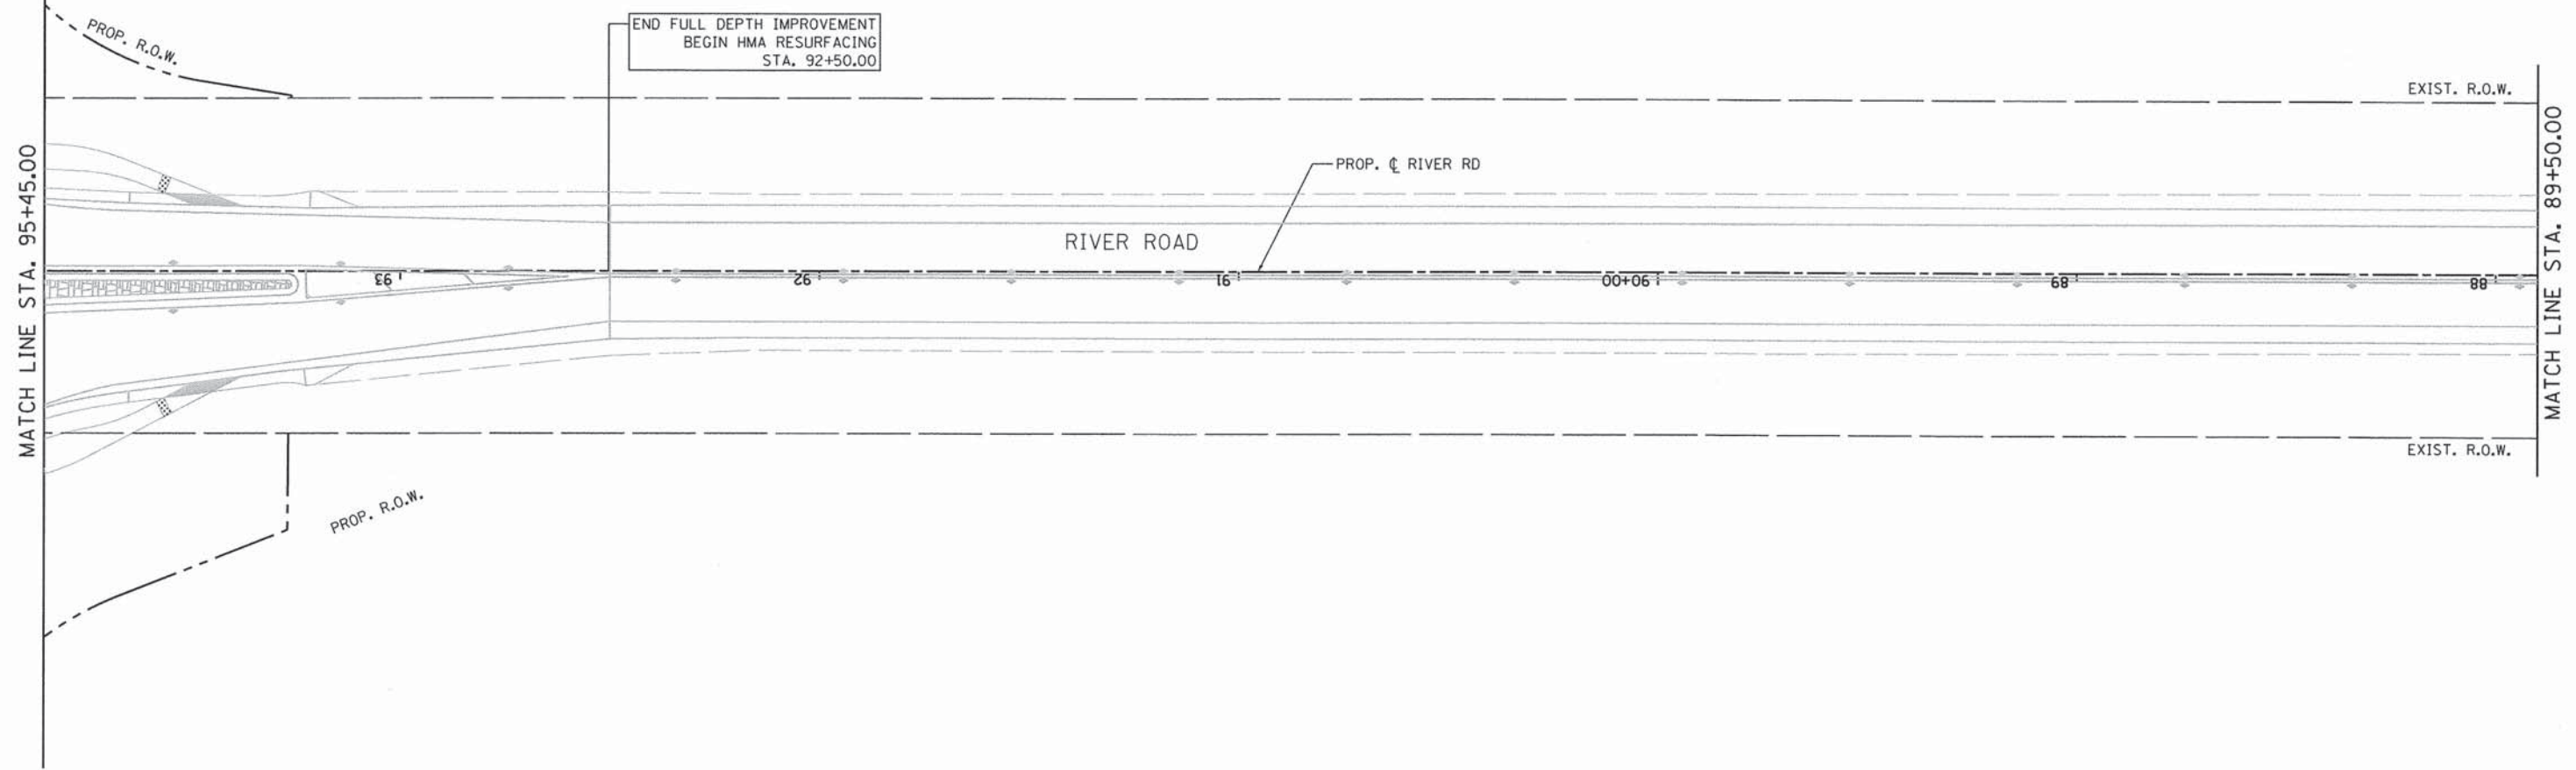 PROP. R.O.W.
END FULL DEPTH IMPROVEMENT
BEGIN HMA RESURFACING
STA. 92+50.00
EXIST. R.O.W.
MATCH LINE STA. 95+45.00
MATCH LINE STA. 89+50.00
PROP. ℄ RIVER RD
RIVER ROAD
93
92
91
90+00
89
88
EXIST. R.O.W.
PROP. R.O.W.